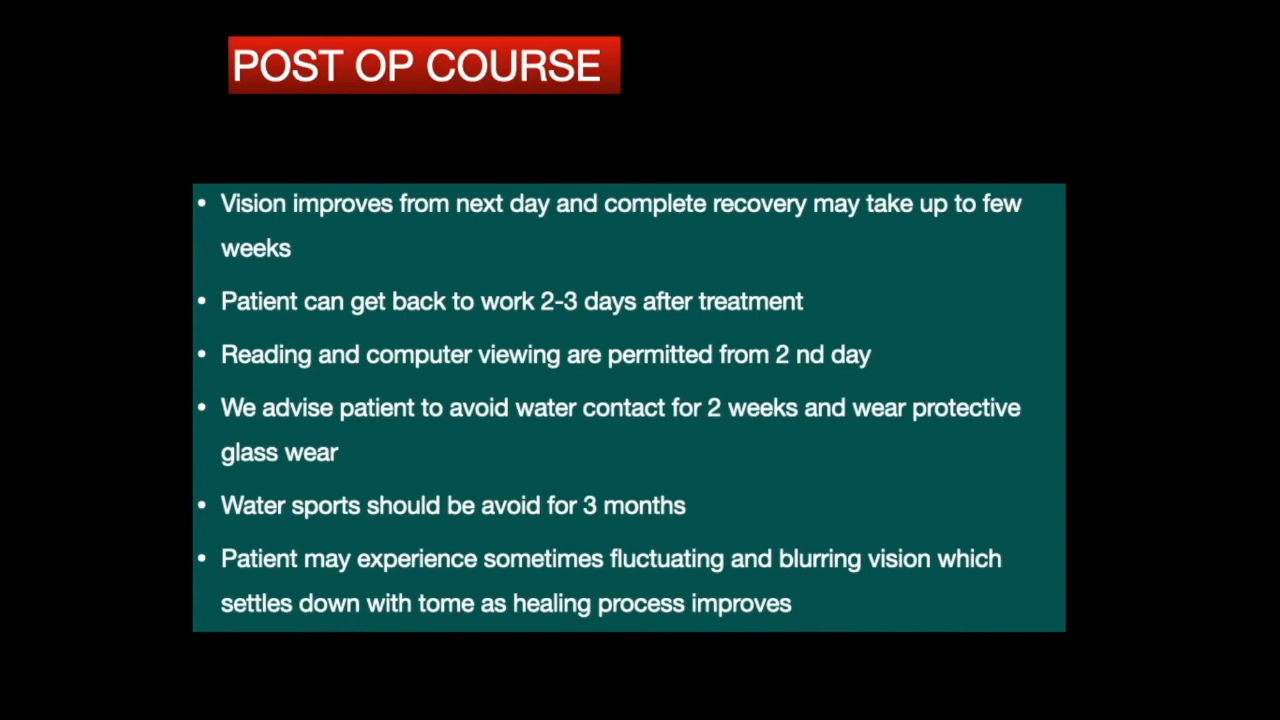 POST OP COURSE
• Vision improves from next day and complete recovery may take up to few
weeks
• Patient can get back to work 2-3 days after treatment
• Reading and computer viewing are permitted from 2 nd day
• We advise patient to avoid water contact for 2 weeks and wear protective
glass wear
• Water sports should be avoid for 3 months
• Patient may experience sometimes fluctuating and blurring vision which
settles down with tome as healing process improves